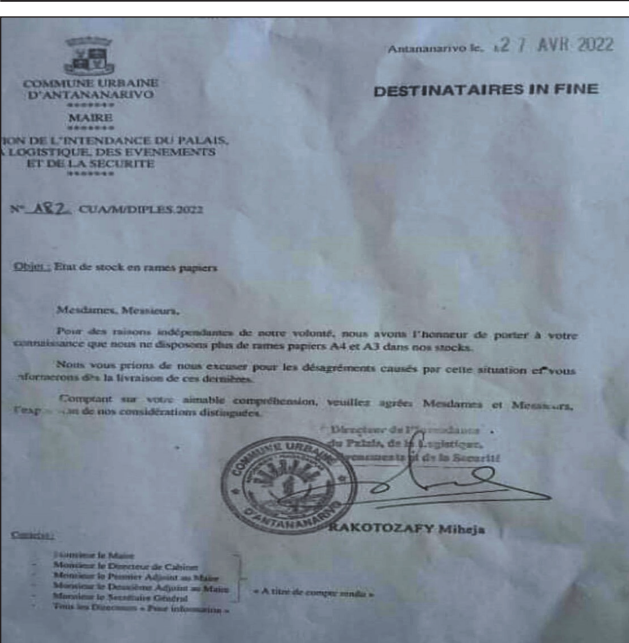 COMMUNE URBAINE
D'ANTANANARIVO
*******
MAIRE
*******
ION DE L'INTENDANCE DU PALAIS,
LOGISTIQUE, DES EVENEMENTS
ET DE LA SECURITE
*******
Antananarivo le, 27 AVR 2022
DESTINATAIRES IN FINE
N° 182 CUA/M/DIPLES.2022
Objet : Etat de stock en rames papiers
Mesdames, Messieurs,
Pour des raisons indépendantes de notre volonté, nous avons l'honneur de porter à votre
connaissance que nous ne disposons plus de rames papiers A4 et A3 dans nos stocks.
Nous vous prions de nous excuser pour les désagréments causés par cette situation et vous
informerons dès la livraison de ces dernières.
Comptant sur votre aimable compréhension, veuillez agréer Mesdames et Messieurs,
l'expression de nos considérations distinguées.
Directeur de l'Intendance
du Palais, de la Logistique,
Evenements et de la Securité
COMMUNE URBAINE
D'ANTANANARIVO
RAKOTOZAFY Miheja
- Monsieur le Maire
- Monsieur le Directeur de Cabinet
- Monsieur le Premier Adjoint au Maire
- Monsieur le Deuxième Adjoint au Maire
- Monsieur le Secrétaire Général
« A titre de compte rendu »
- Tous les Directeurs « Pour information »